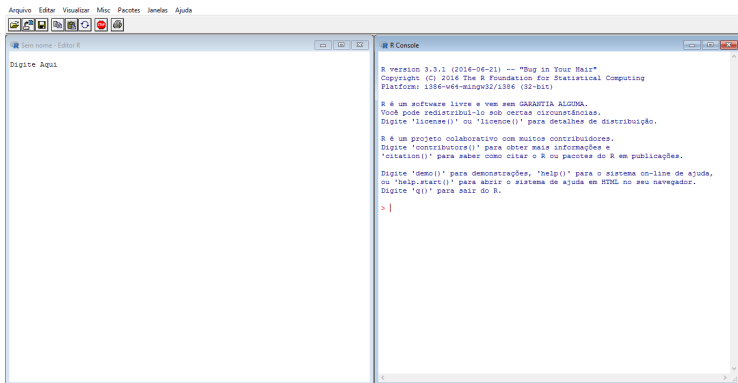 Arquivo Editar Visualizar Misc Pacotes Janelas Ajuda
STOP
R Sem nome - Editor R
Digite Aqui
R R Console
R version 3.3.1 (2016-06-21) -- "Bug in Your Hair"
Copyright (C) 2016 The R Foundation for Statistical Computing
Platform: i386-w64-mingw32/i386 (32-bit)
R é um software livre e vem sem GARANTIA ALGUMA.
Você pode redistribuí-lo sob certas circunstâncias.
Digite 'license()' ou 'licence()' para detalhes de distribuição.
R é um projeto colaborativo com muitos contribuidores.
Digite 'contributors()' para obter mais informações e
'citation()' para saber como citar o R ou pacotes do R em publicações.
Digite 'demo()' para demonstrações, 'help()' para o sistema on-line de ajuda,
ou 'help.start()' para abrir o sistema de ajuda em HTML no seu navegador.
Digite 'q()' para sair do R.
>